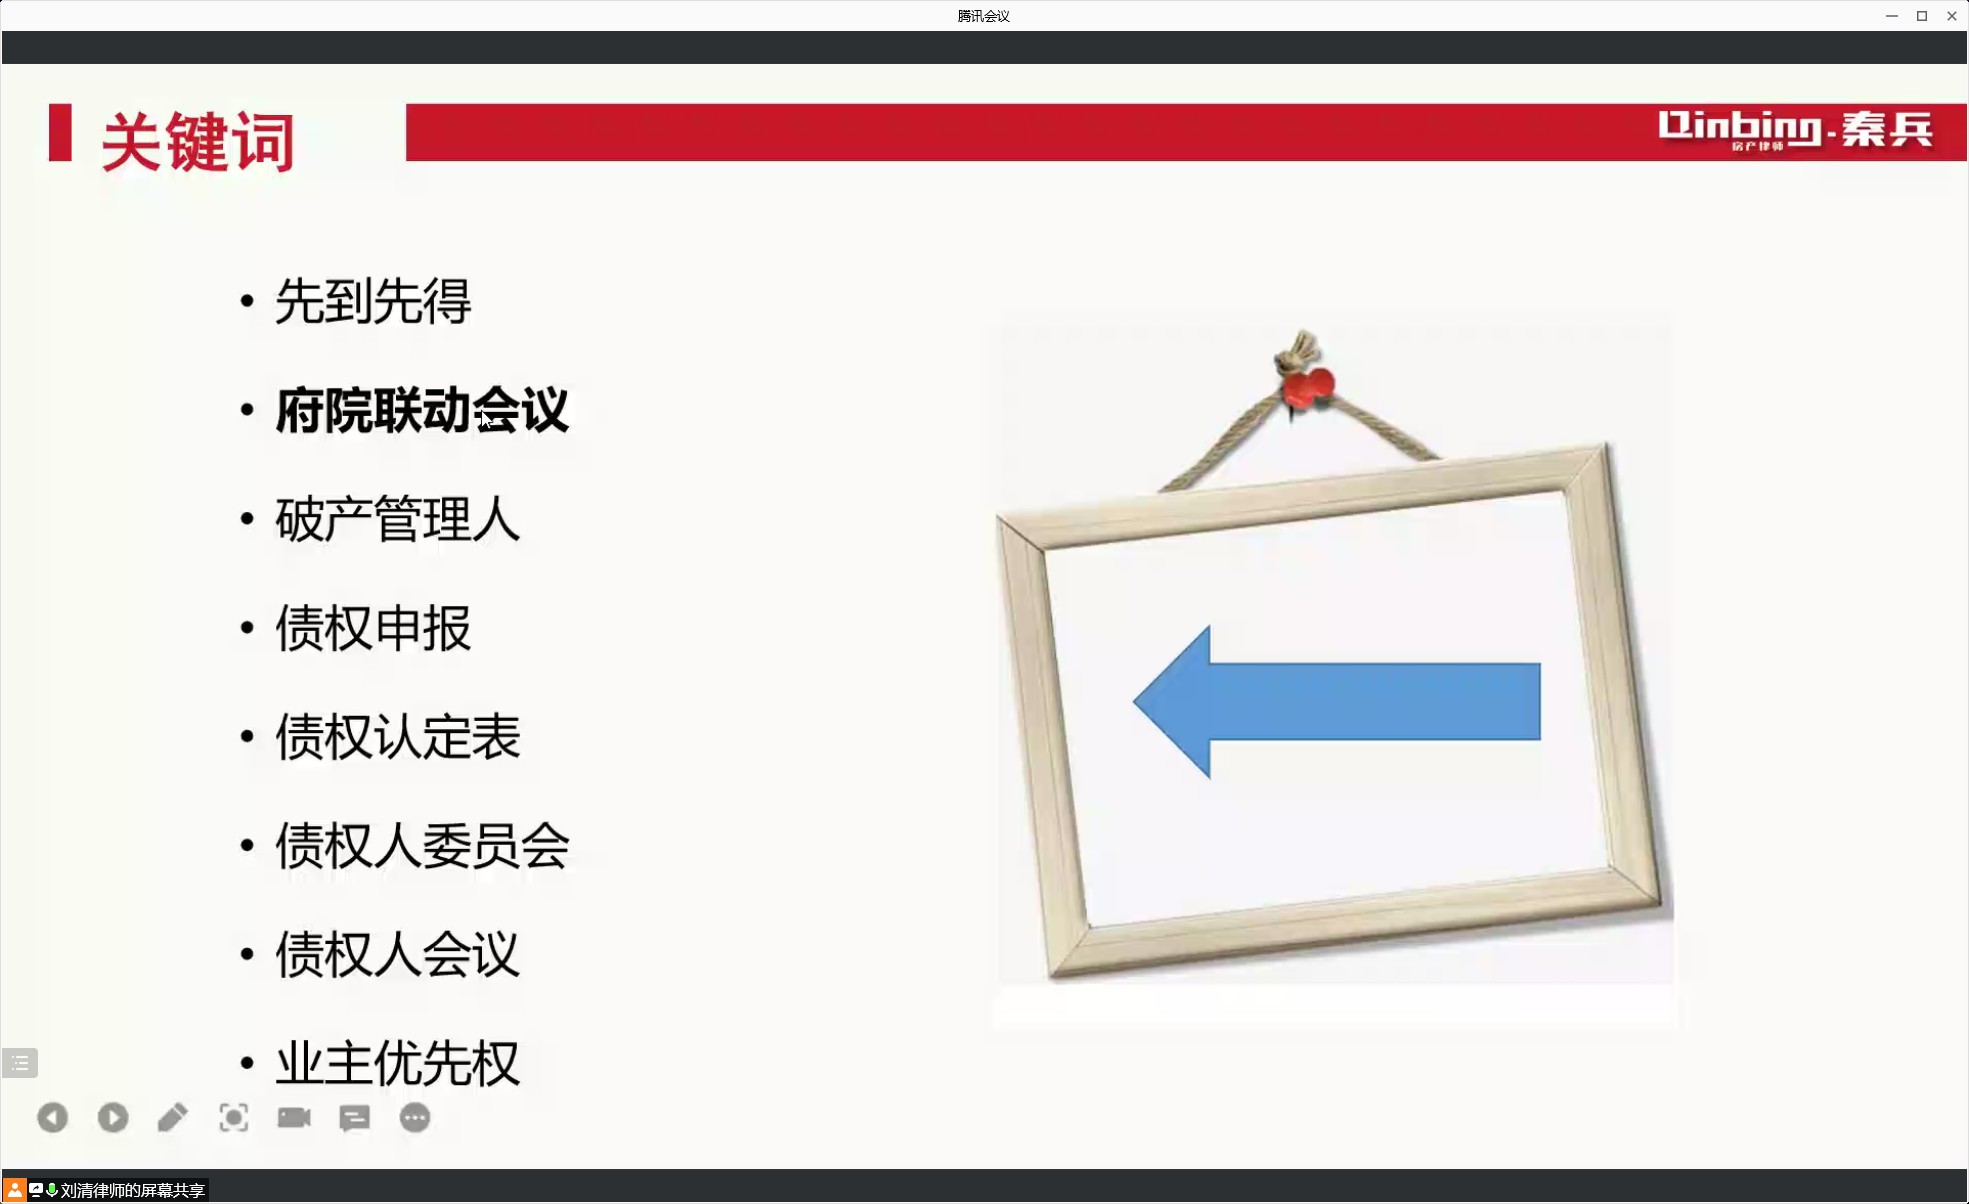 腾讯会议
关键词
Qinbing-秦兵
房产律师
• 先到先得
• 府院联动会议
• 破产管理人
• 债权申报
• 债权认定表
• 债权人委员会
• 债权人会议
• 业主优先权
刘清律师的屏幕共享